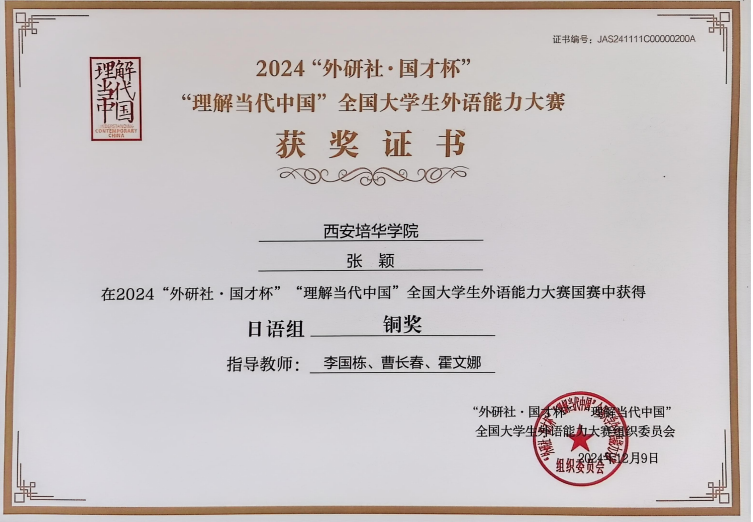 证书编号：JAS241111C00000200A
理解当代中国
CONTEMPORARY
CHINA
2024“外研社·国才杯”
“理解当代中国”全国大学生外语能力大赛
获奖证书
西安培华学院
张 颖
在2024“外研社·国才杯”“理解当代中国”全国大学生外语能力大赛国赛中获得
日语组 铜奖
指导教师：李国栋、曹长春、霍文娜
“外研社·国才杯”“理解当代中国”
全国大学生外语能力大赛组织委员会
2024年12月9日
组织委员会